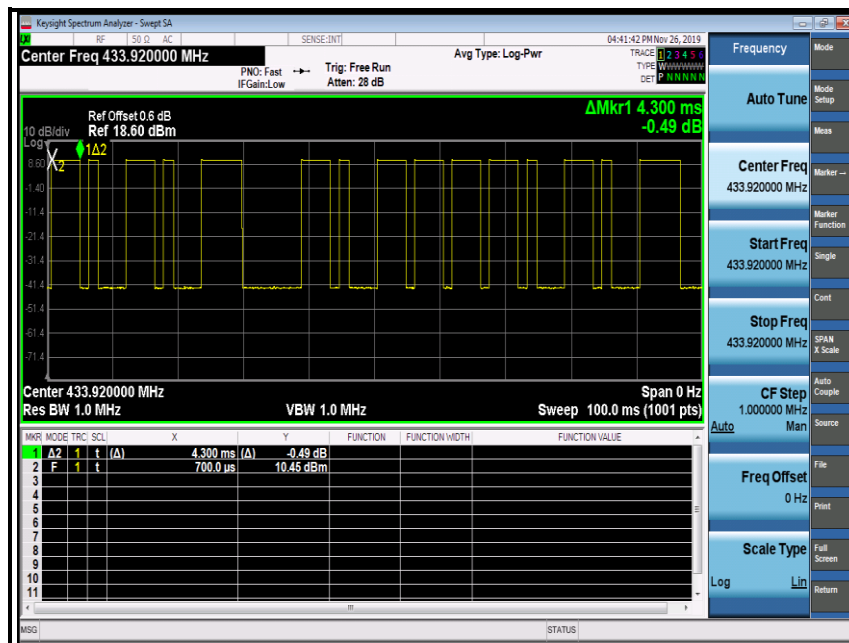 Keysight Spectrum Analyzer - Swept SA
RF 50 Ω AC SENSE:INT 04:41:42 PM Nov 26, 2019
Center Freq 433.920000 MHz
Avg Type: Log-Pwr
TRACE 1 2 3 4 5 6
TYPE WWWWWW
DET P N N N N N
PNO: Fast
IFGain:Low
Trig: Free Run
Atten: 28 dB
ΔMkr1 4.300 ms
-0.49 dB
Ref Offset 0.6 dB
10 dB/div Ref 18.60 dBm
Log
1Δ2
2
8.60
-1.40
-11.4
-21.4
-31.4
-41.4
-51.4
-61.4
-71.4
Center 433.920000 MHz Span 0 Hz
Res BW 1.0 MHz VBW 1.0 MHz Sweep 100.0 ms (1001 pts)
MKR MODE TRC SCL X Y FUNCTION FUNCTION WIDTH FUNCTION VALUE
1 Δ2 1 t (Δ) 4.300 ms (Δ) -0.49 dB
2 F 1 t 700.0 µs 10.45 dBm
3
4
5
6
7
8
9
10
11
MSG STATUS
Frequency
Auto Tune
Center Freq
433.920000 MHz
Start Freq
433.920000 MHz
Stop Freq
433.920000 MHz
CF Step
1.000000 MHz
Auto Man
Freq Offset
0 Hz
Scale Type
Log Lin
Mode
Mode
Setup
Meas
Marker →
Marker
Function
Single
Cont
SPAN
X Scale
Auto
Couple
Source
File
Print
Full
Screen
Return